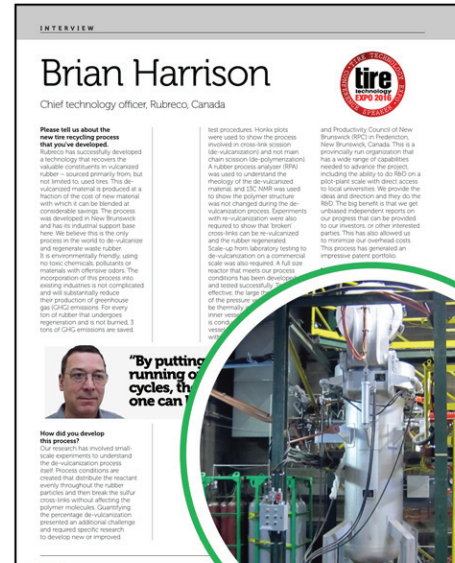 INTERVIEW
Brian Harrison
Chief technology officer, Rubreco, Canada
tire
technology
EXPO 2016
Please tell us about the
new tire recycling process
that you've developed.
Rubreco has successfully developed
a technology that recovers the
valuable constituents in vulcanized
rubber – sourced primarily from, but
not limited to, used tires. This de-
vulcanized material is produced at a
fraction of the cost of new material
with which it can be blended at
considerable savings. The process
was developed in New Brunswick
and has its industrial support base
here. We believe this is the only
process in the world to de-vulcanize
and regenerate waste rubber.
It is environmentally friendly, using
no toxic chemicals, pollutants or
materials with offensive odors. The
incorporation of this process into
existing industries is not complicated
and will substantially reduce
their production of greenhouse
gas (GHG) emissions. For every
ton of rubber that undergoes
regeneration and is not burned, 3
tons of GHG emissions are saved.
"By putting
running o
cycles, th
one can
How did you develop
this process?
Our research has involved small-
scale experiments to understand
the de-vulcanization process
itself. Process conditions are
created that distribute the reactant
evenly throughout the rubber
particles and then break the sulfur
cross-links without affecting the
polymer molecules. Quantifying
the percentage de-vulcanization
presented an additional challenge
and required specific research
to develop new or improved
test procedures. Horikx plots
were used to show the process
involved in cross-link scission
(de-vulcanization) and not main
chain scission (de-polymerization).
A rubber process analyzer (RPA)
was used to understand the
rheology of the de-vulcanized
material, and 13C NMR was used
to show the polymer structure
was not changed during the de-
vulcanization process. Experiments
with re-vulcanization were also
required to show that 'broken'
cross-links can be re-vulcanized
and the rubber regenerated.
Scale-up from laboratory testing to
de-vulcanization on a commercial
scale was also required. A full size
reactor that meets our process
conditions has been develop
and tested successfully. T
effective, the large th
of the pressure v
be thermally
inner vess
is conduc
vesse
with
and Productivity Council of New
Brunswick (RPC) in Fredericton,
New Brunswick, Canada. This is a
provincially run organization that
has a wide range of capabilities
needed to advance the project,
including the ability to do R&D on a
pilot-plant scale with direct access
to local universities. We provide the
ideas and direction and they do the
R&D. The big benefit is that we get
unbiased independent reports on
our progress that can be provided
to our investors, or other interested
parties. This has also allowed us
to minimize our overhead costs.
This process has generated an
impressive patent portfolio.